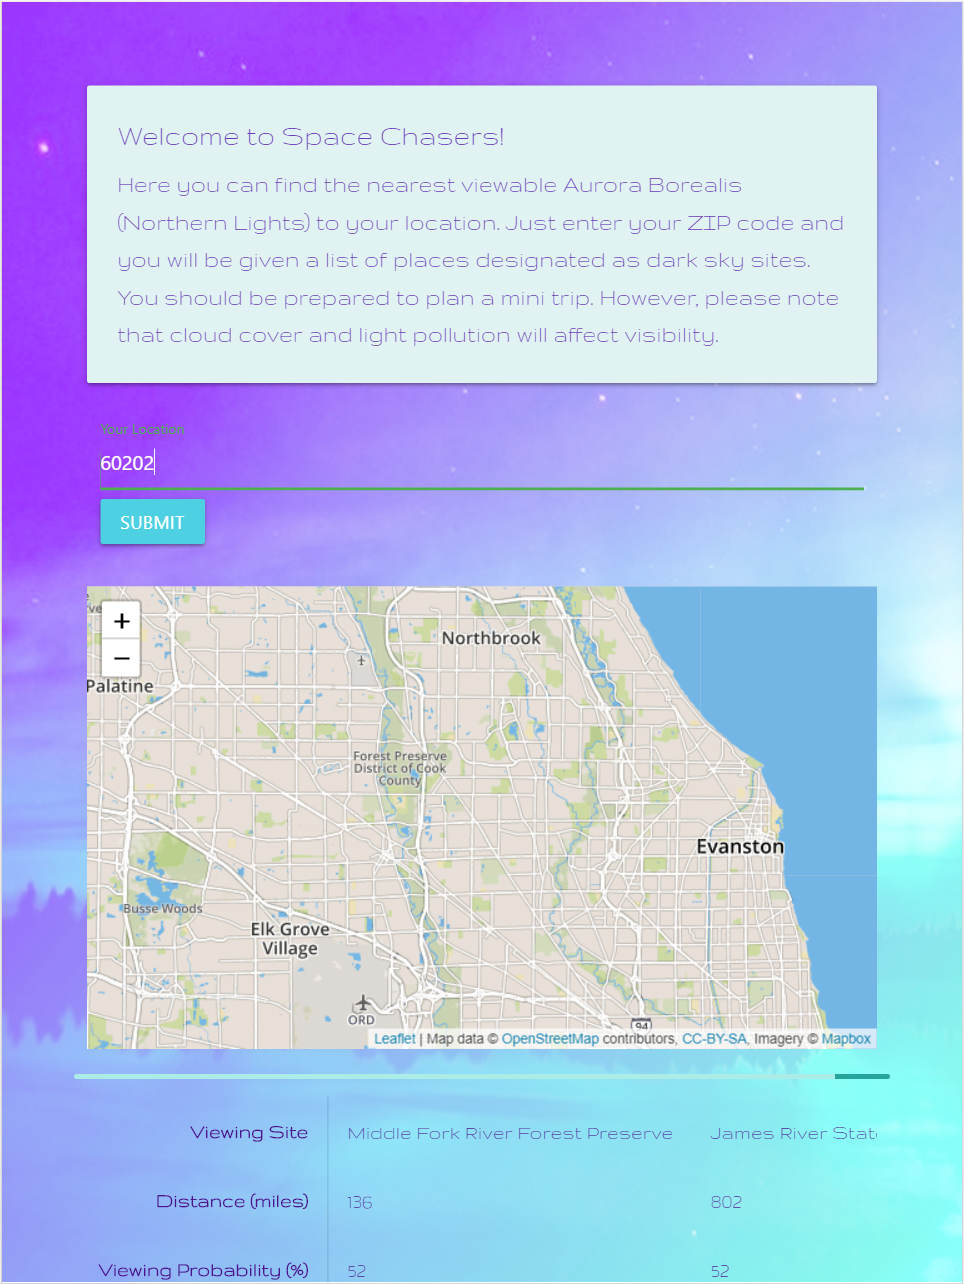 Welcome to Space Chasers!
Here you can find the nearest viewable Aurora Borealis
(Northern Lights) to your location. Just enter your ZIP code and
you will be given a list of places designated as dark sky sites.
You should be prepared to plan a mini trip. However, please note
that cloud cover and light pollution will affect visibility.
Your Location
60202
SUBMIT
+
−
Northbrook
Palatine
Forest Preserve
District of Cook
County
Evanston
Busse Woods
Elk Grove
Village
ORD
94
Leaflet | Map data © OpenStreetMap contributors, CC-BY-SA, Imagery © Mapbox
Viewing Site Middle Fork River Forest Preserve James River State
Distance (miles) 136 802
Viewing Probability (%) 52 52